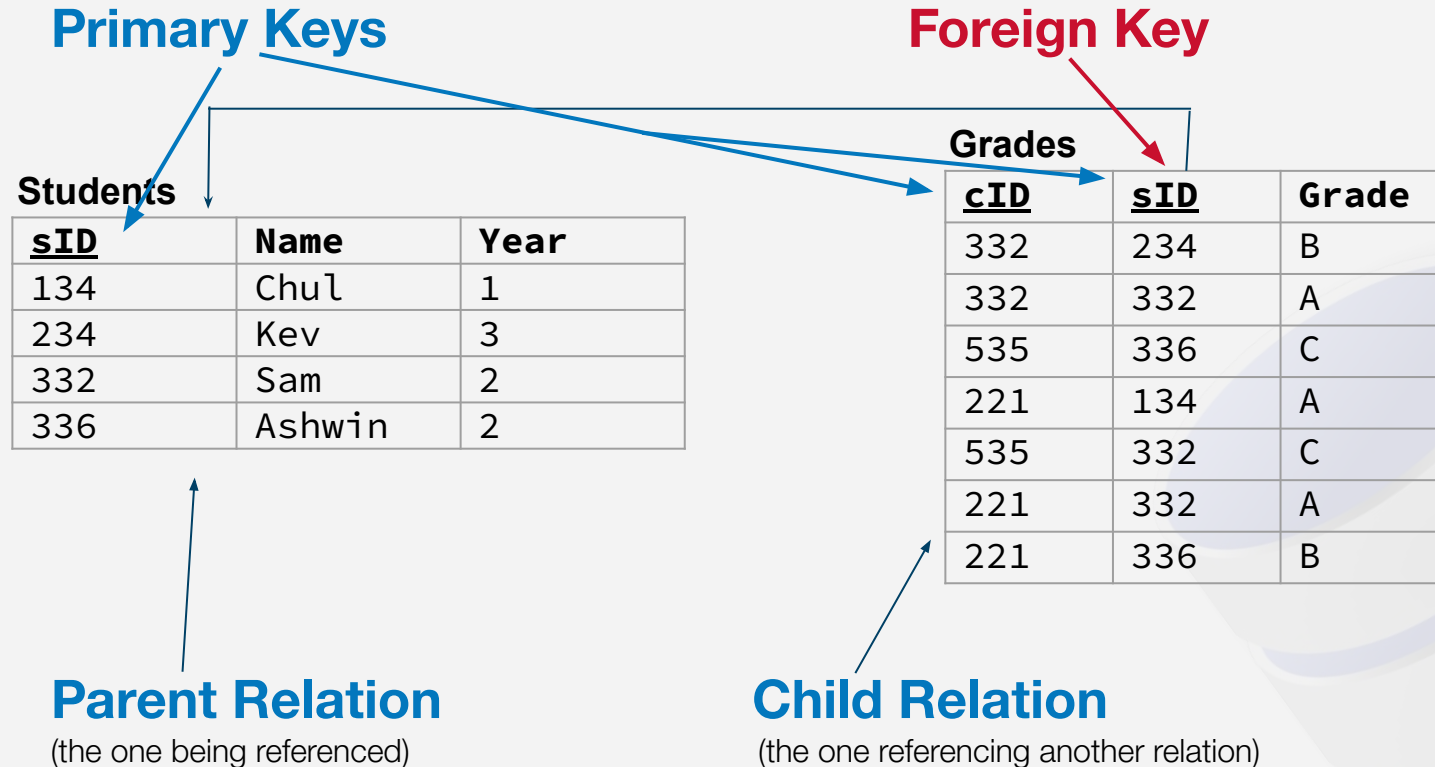 Primary Keys
Foreign Key
Students
sID Name Year
134 Chul 1
234 Kev 3
332 Sam 2
336 Ashwin 2
Grades
cID sID Grade
332 234 B
332 332 A
535 336 C
221 134 A
535 332 C
221 332 A
221 336 B
Parent Relation
(the one being referenced)
Child Relation
(the one referencing another relation)